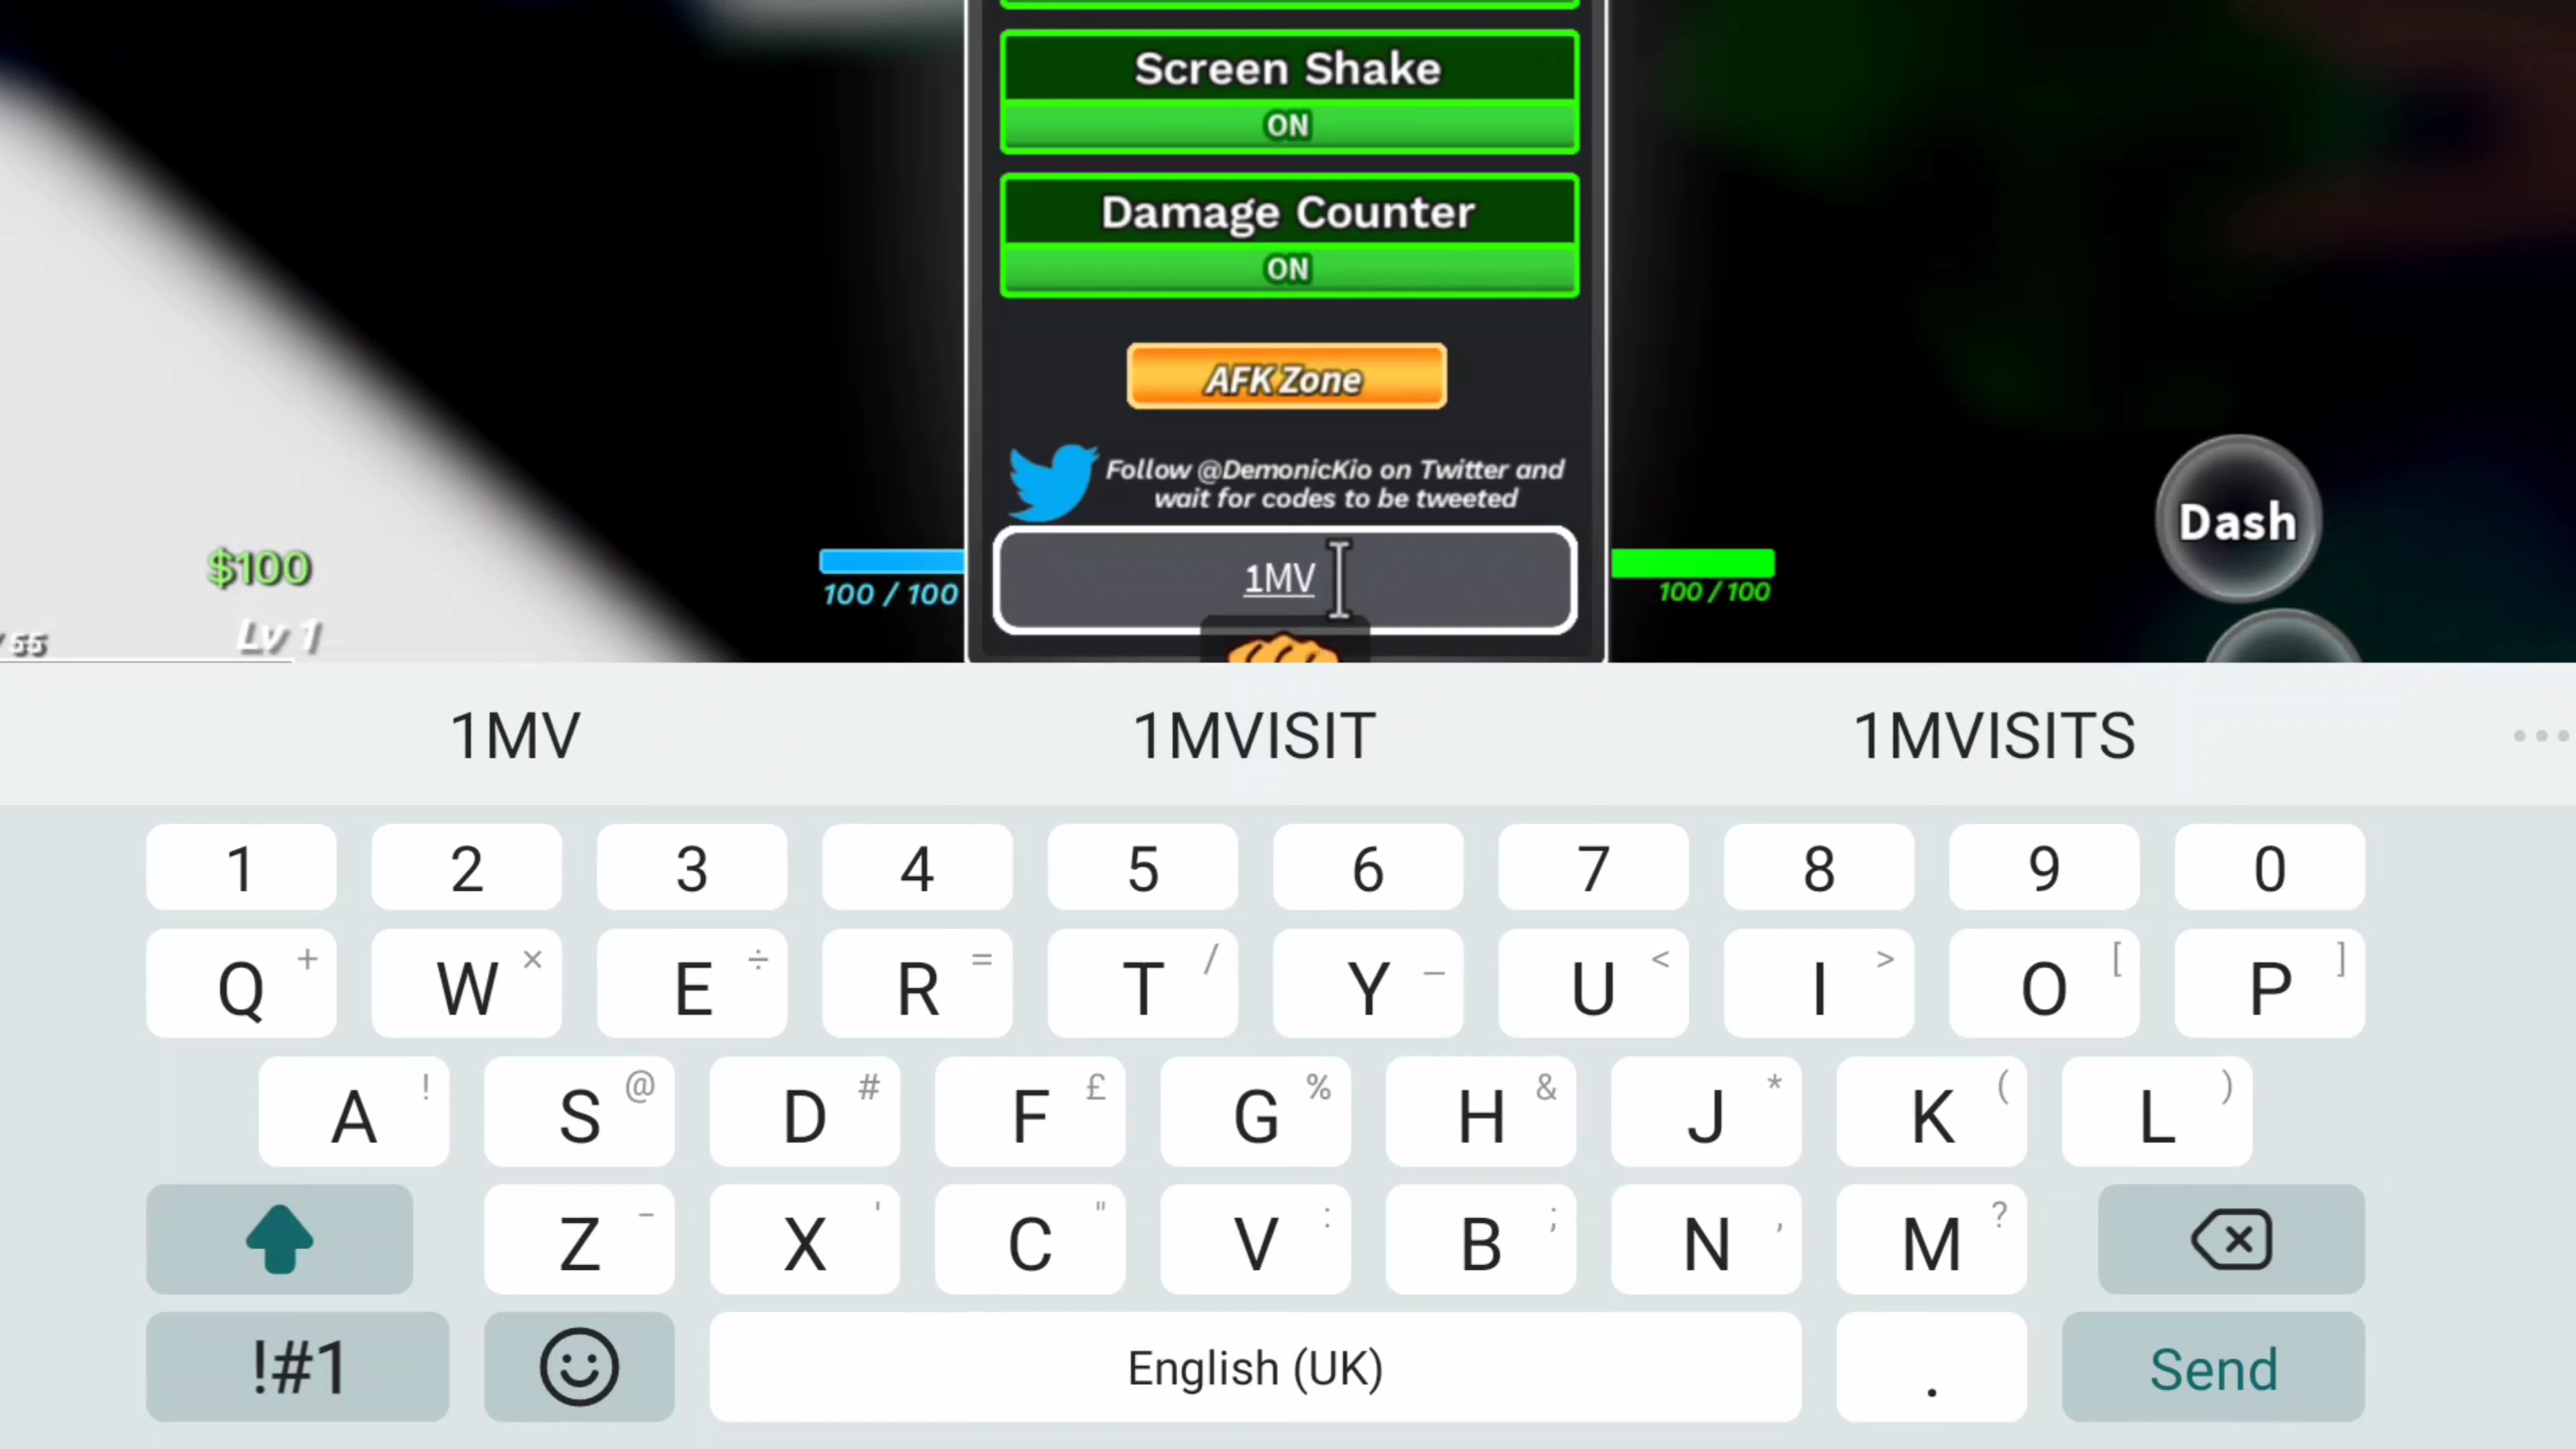 Screen Shake
ON
Damage Counter
ON
AFK Zone
Follow @DemonicKio on Twitter and
wait for codes to be tweeted
1MV
$100
Lv 1
/ 55
100 / 100
100 / 100
Dash
1MV 1MVISIT 1MVISITS
1 2 3 4 5 6 7 8 9 0
Q + W × E ÷ R = T / Y _ U < I > O [ P ]
A ! S @ D # F £ G % H & J * K ( L )
Z - X ' C " V : B ; N , M ?
!#1 English (UK) . Send